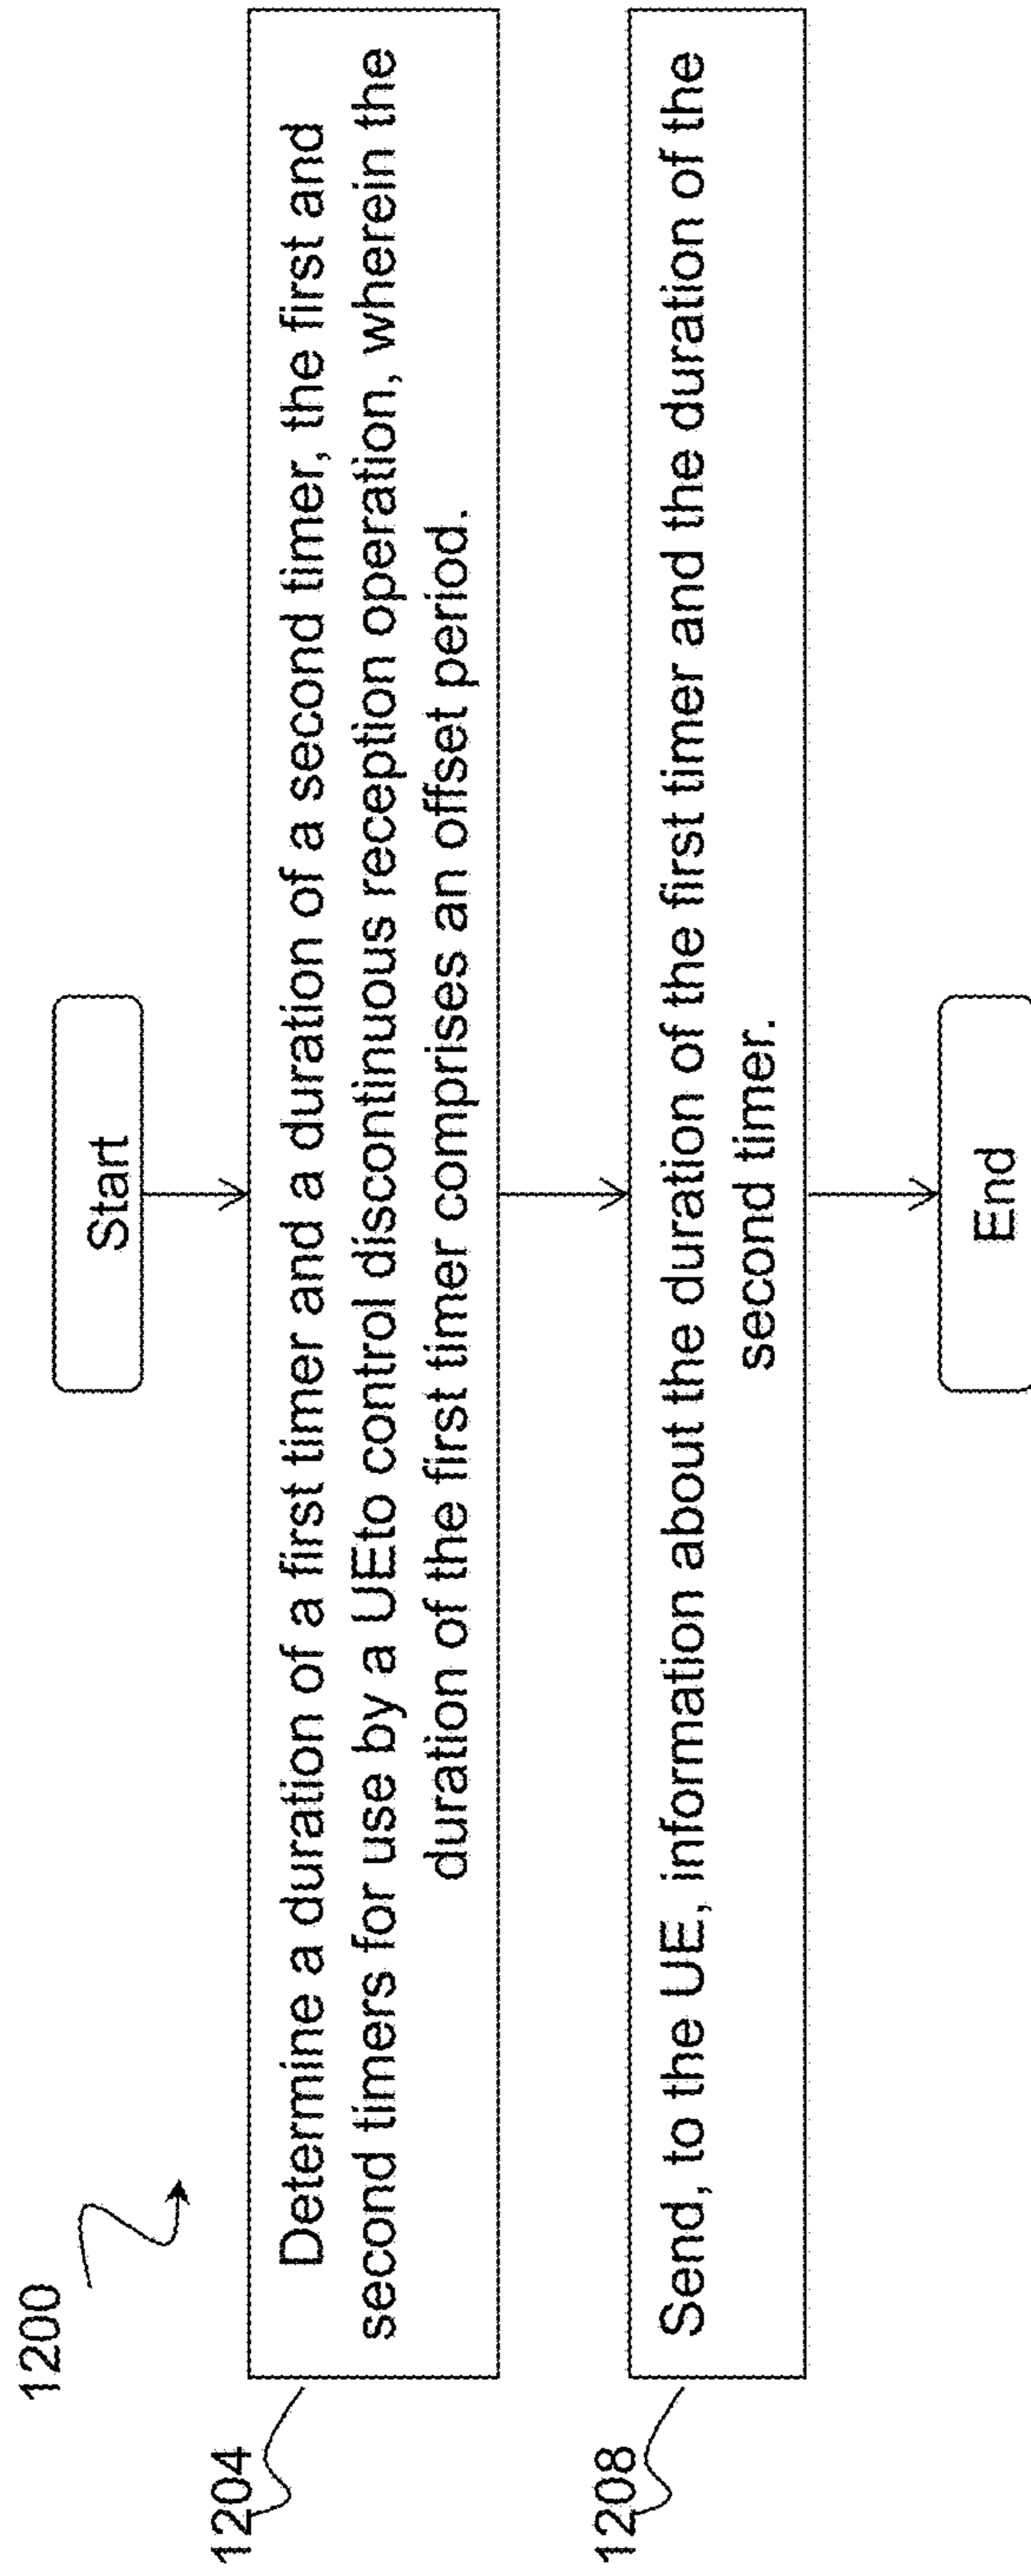 1200
Start
1204
Determine a duration of a first timer and a duration of a second timer, the first and
second timers for use by a UEto control discontinuous reception operation, wherein the
duration of the first timer comprises an offset period.
1208
Send, to the UE, information about the duration of the first timer and the duration of the
second timer.
End